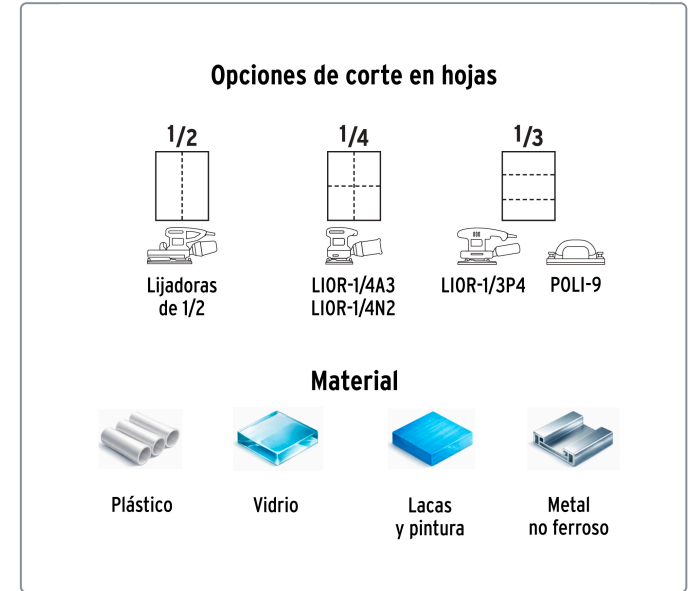 Opciones de corte en hojas
1/2
1/4
1/3
Lijadoras
de 1/2
LIOR-1/4A3
LIOR-1/4N2
LIOR-1/3P4
POLI-9
Material
Plástico
Vidrio
Lacas
y pintura
Metal
no ferroso